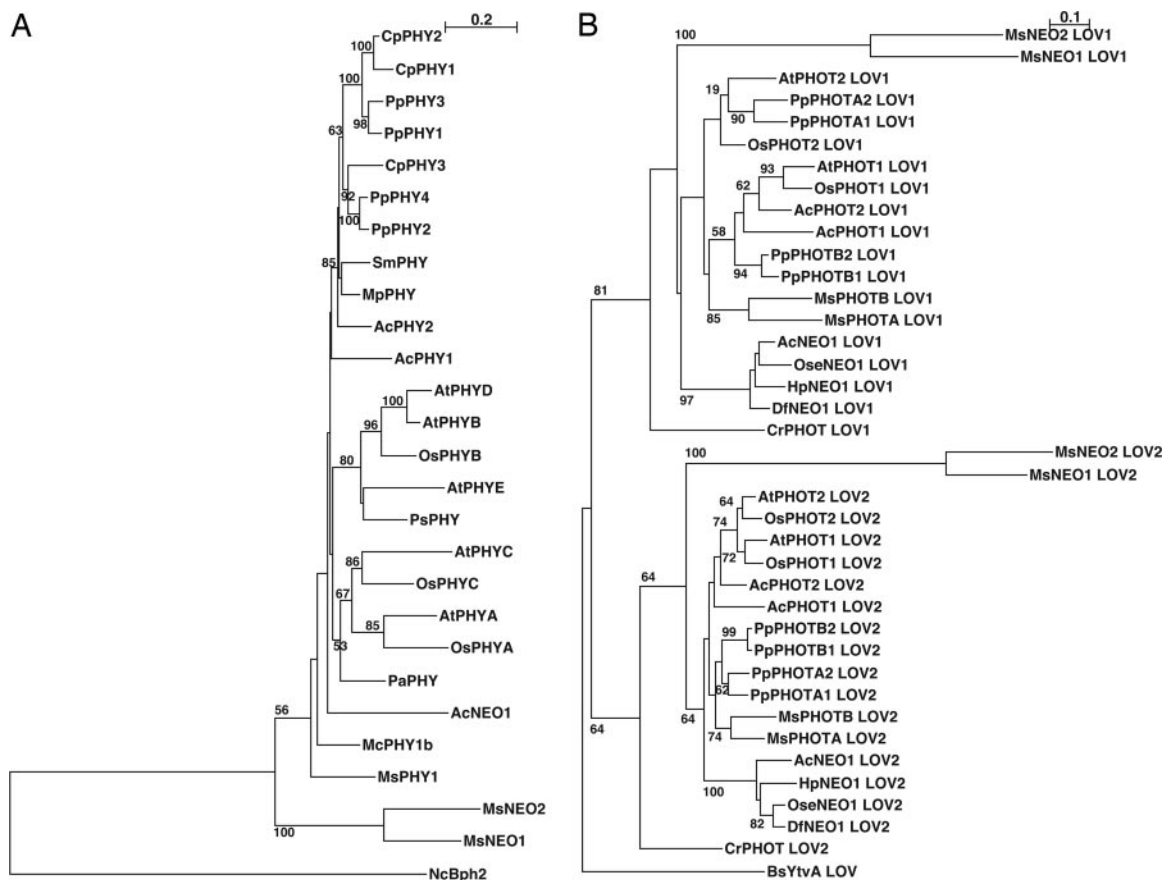 A
0.2
100
CpPHY2
CpPHY1
100
PpPHY3
98
PpPHY1
63
CpPHY3
92
PpPHY4
100
PpPHY2
85
SmPHY
MpPHY
AcPHY2
AcPHY1
AtPHYD
100
AtPHYB
96
OsPHYB
80
AtPHYE
PsPHY
AtPHYC
86
OsPHYC
67
AtPHYA
85
OsPHYA
53
PaPHY
AcNEO1
56
McPHY1b
MsPHY1
MsNEO2
100
MsNEO1
NcBph2
B
0.1
100
MsNEO2 LOV1
MsNEO1 LOV1
AtPHOT2 LOV1
19
PpPHOTA2 LOV1
90
PpPHOTA1 LOV1
OsPHOT2 LOV1
AtPHOT1 LOV1
93
OsPHOT1 LOV1
62
AcPHOT2 LOV1
AcPHOT1 LOV1
58
PpPHOTB2 LOV1
94
PpPHOTB1 LOV1
81
MsPHOTB LOV1
85
MsPHOTA LOV1
AcNEO1 LOV1
OseNEO1 LOV1
HpNEO1 LOV1
97
DfNEO1 LOV1
CrPHOT LOV1
100
MsNEO2 LOV2
MsNEO1 LOV2
AtPHOT2 LOV2
64
OsPHOT2 LOV2
74
AtPHOT1 LOV2
72
OsPHOT1 LOV2
64
AcPHOT2 LOV2
AcPHOT1 LOV2
PpPHOTB2 LOV2
99
PpPHOTB1 LOV2
PpPHOTA2 LOV2
62
PpPHOTA1 LOV2
64
MsPHOTB LOV2
64
74
MsPHOTA LOV2
AcNEO1 LOV2
100
HpNEO1 LOV2
OseNEO1 LOV2
82
DfNEO1 LOV2
CrPHOT LOV2
BsYtvA LOV